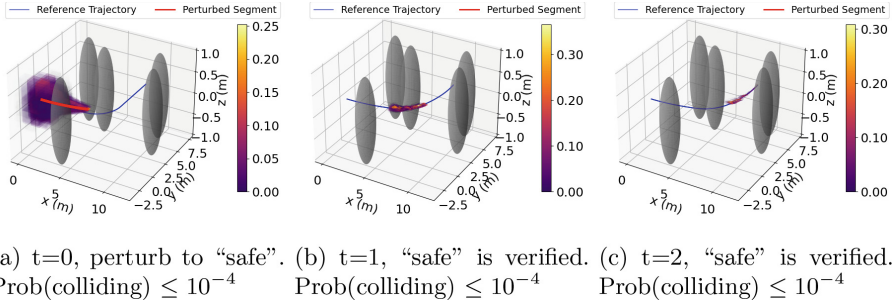 Reference Trajectory Perturbed Segment
0.25
0.20
0.15
0.10
0.05
0.00
1.0
0.5
0.0
−0.5
−1.0
z (m)
7.5
5.0
2.5
0.0
−2.5
y (m)
0
5
10
x (m)
Reference Trajectory Perturbed Segment
0.30
0.20
0.10
0.00
1.0
0.5
0.0
−0.5
−1.0
z (m)
7.5
5.0
2.5
0.0
−2.5
y (m)
0
5
10
x (m)
Reference Trajectory Perturbed Segment
0.30
0.20
0.10
0.00
1.0
0.5
0.0
−0.5
−1.0
z (m)
7.5
5.0
2.5
0.0
−2.5
y (m)
0
5
10
x (m)
a) t=0, perturb to “safe”.
Prob(colliding) ≤ 10⁻⁴
(b) t=1, “safe” is verified.
Prob(colliding) ≤ 10⁻⁴
(c) t=2, “safe” is verified.
Prob(colliding) ≤ 10⁻⁴